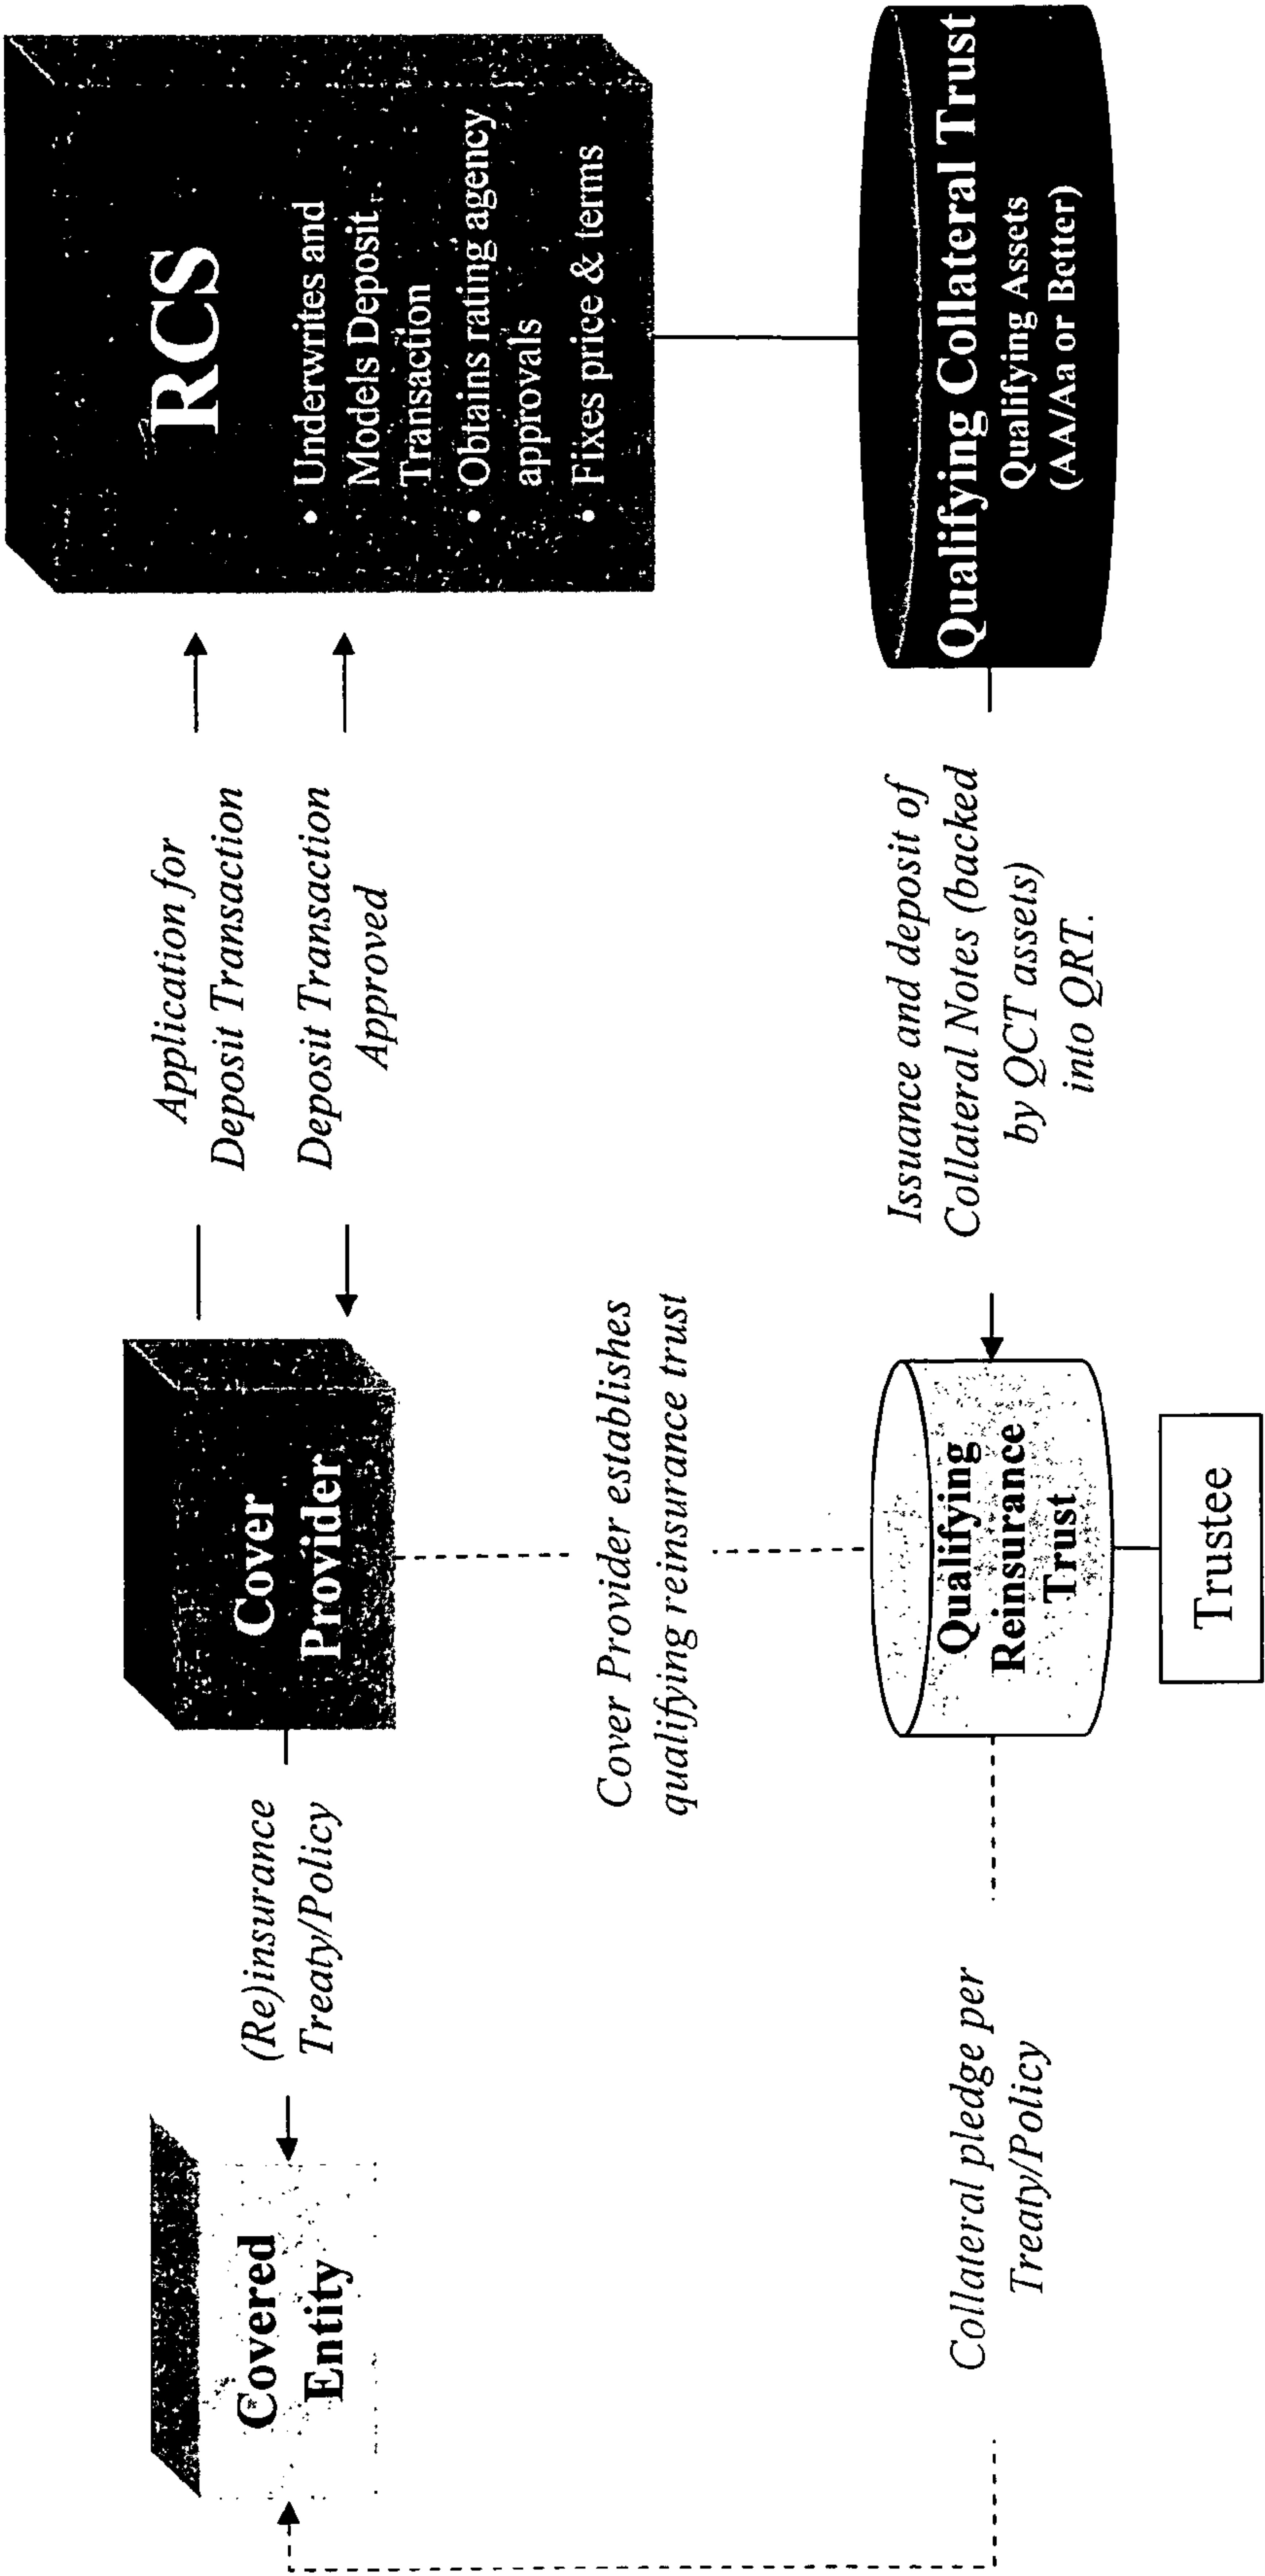 Covered
Entity
(Re)insurance
Treaty/Policy
Cover
Provider
Application for
Deposit Transaction
Deposit Transaction
Approved
RCS
• Underwrites and
Models Deposit
Transaction
• Obtains rating agency
approvals
• Fixes price & terms
Cover Provider establishes
qualifying reinsurance trust
Collateral pledge per
Treaty/Policy
Qualifying
Reinsurance
Trust
Trustee
Issuance and deposit of
Collateral Notes (backed
by QCT assets)
into QRT.
Qualifying Collateral Trust
Qualifying Assets
(AA/Aa or Better)